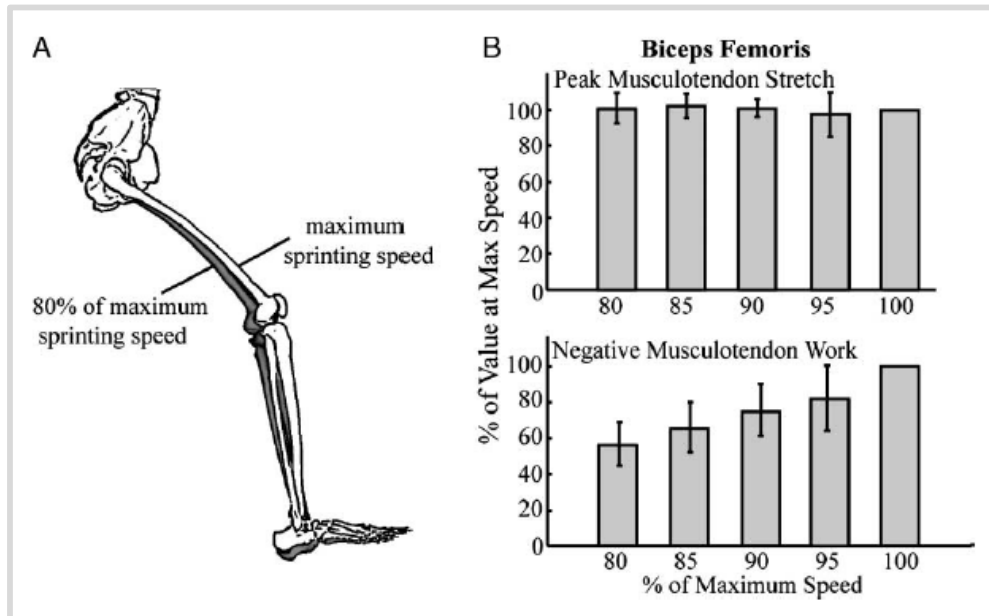 A
maximum
sprinting speed
80% of maximum
sprinting speed
B
Biceps Femoris
Peak Musculotendon Stretch
100
80
60
40
20
0
80 85 90 95 100
% of Value at Max Speed
Negative Musculotendon Work
100
80
60
40
20
0
80 85 90 95 100
% of Maximum Speed